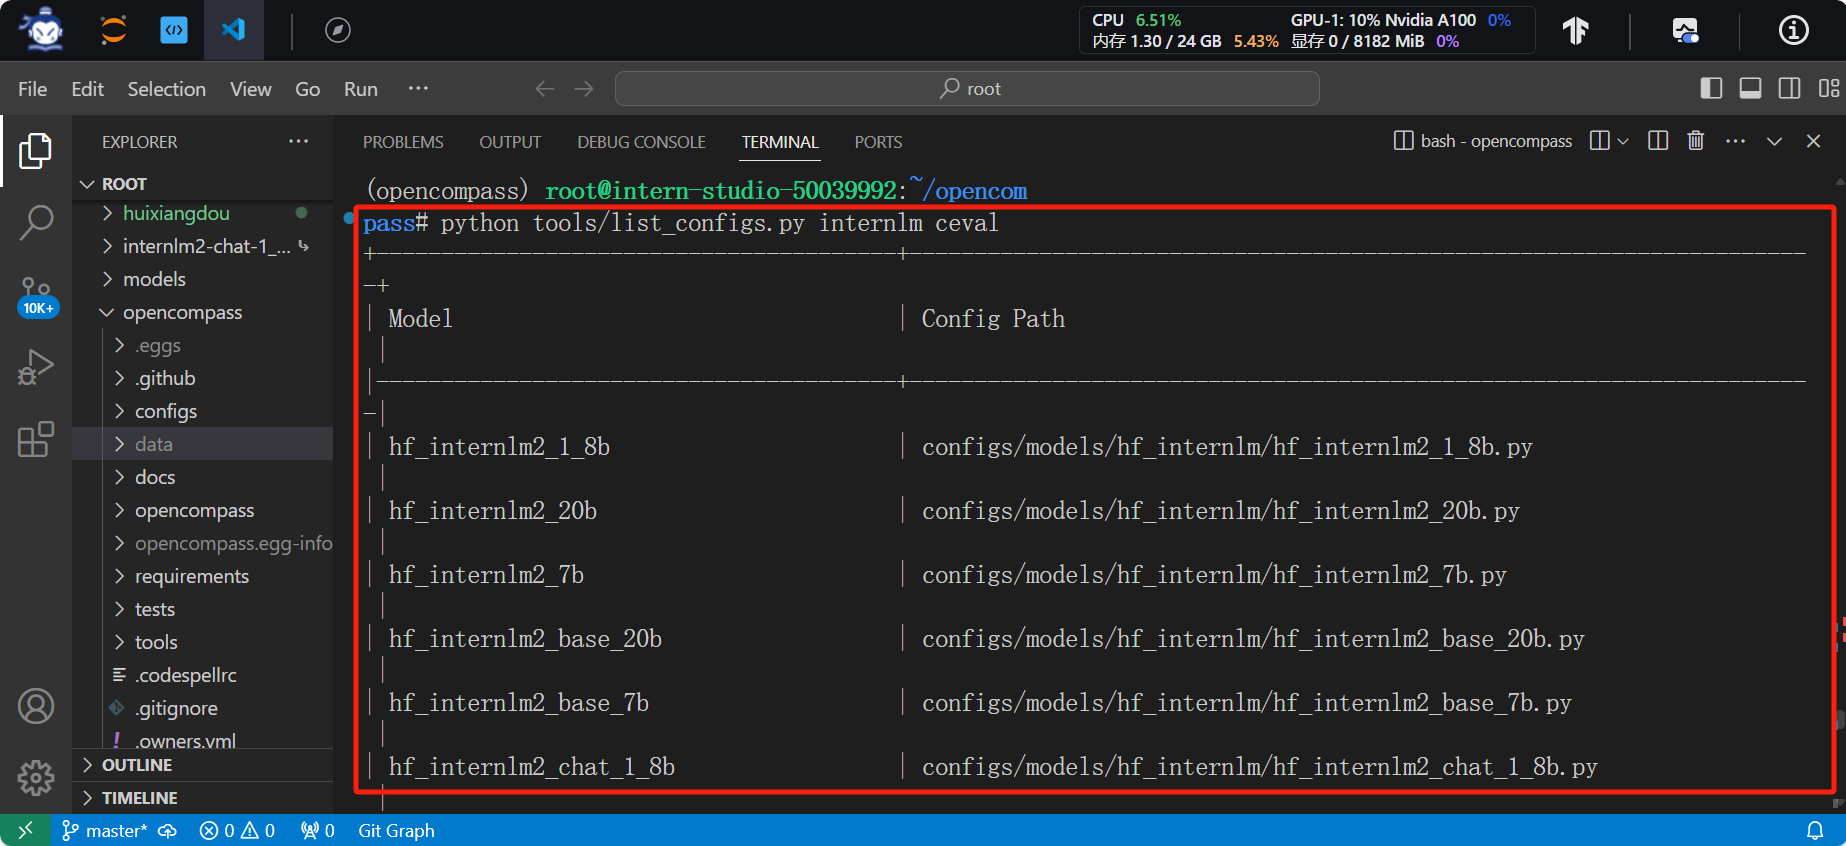 CPU 6.51% GPU-1: 10% Nvidia A100 0%
内存 1.30 / 24 GB 5.43% 显存 0 / 8182 MiB 0%
File Edit Selection View Go Run ··· root
EXPLORER ···
ROOT
huixiangdou
internlm2-chat-1_...
models
opencompass
.eggs
.github
configs
data
docs
opencompass
opencompass.egg-info
requirements
tests
tools
.codespellrc
.gitignore
.owners.yml
OUTLINE
TIMELINE
10K+
PROBLEMS OUTPUT DEBUG CONSOLE TERMINAL PORTS bash - opencompass
(opencompass) root@intern-studio-50039992:~/opencom
pass# python tools/list_configs.py internlm ceval
+----------------------------------------+---------------------------------------------------------------------
-+
| Model | Config Path
|
|----------------------------------------+---------------------------------------------------------------------
-|
| hf_internlm2_1_8b | configs/models/hf_internlm/hf_internlm2_1_8b.py
|
| hf_internlm2_20b | configs/models/hf_internlm/hf_internlm2_20b.py
|
| hf_internlm2_7b | configs/models/hf_internlm/hf_internlm2_7b.py
|
| hf_internlm2_base_20b | configs/models/hf_internlm/hf_internlm2_base_20b.py
|
| hf_internlm2_base_7b | configs/models/hf_internlm/hf_internlm2_base_7b.py
|
| hf_internlm2_chat_1_8b | configs/models/hf_internlm/hf_internlm2_chat_1_8b.py
|
master* 0 0 0 Git Graph